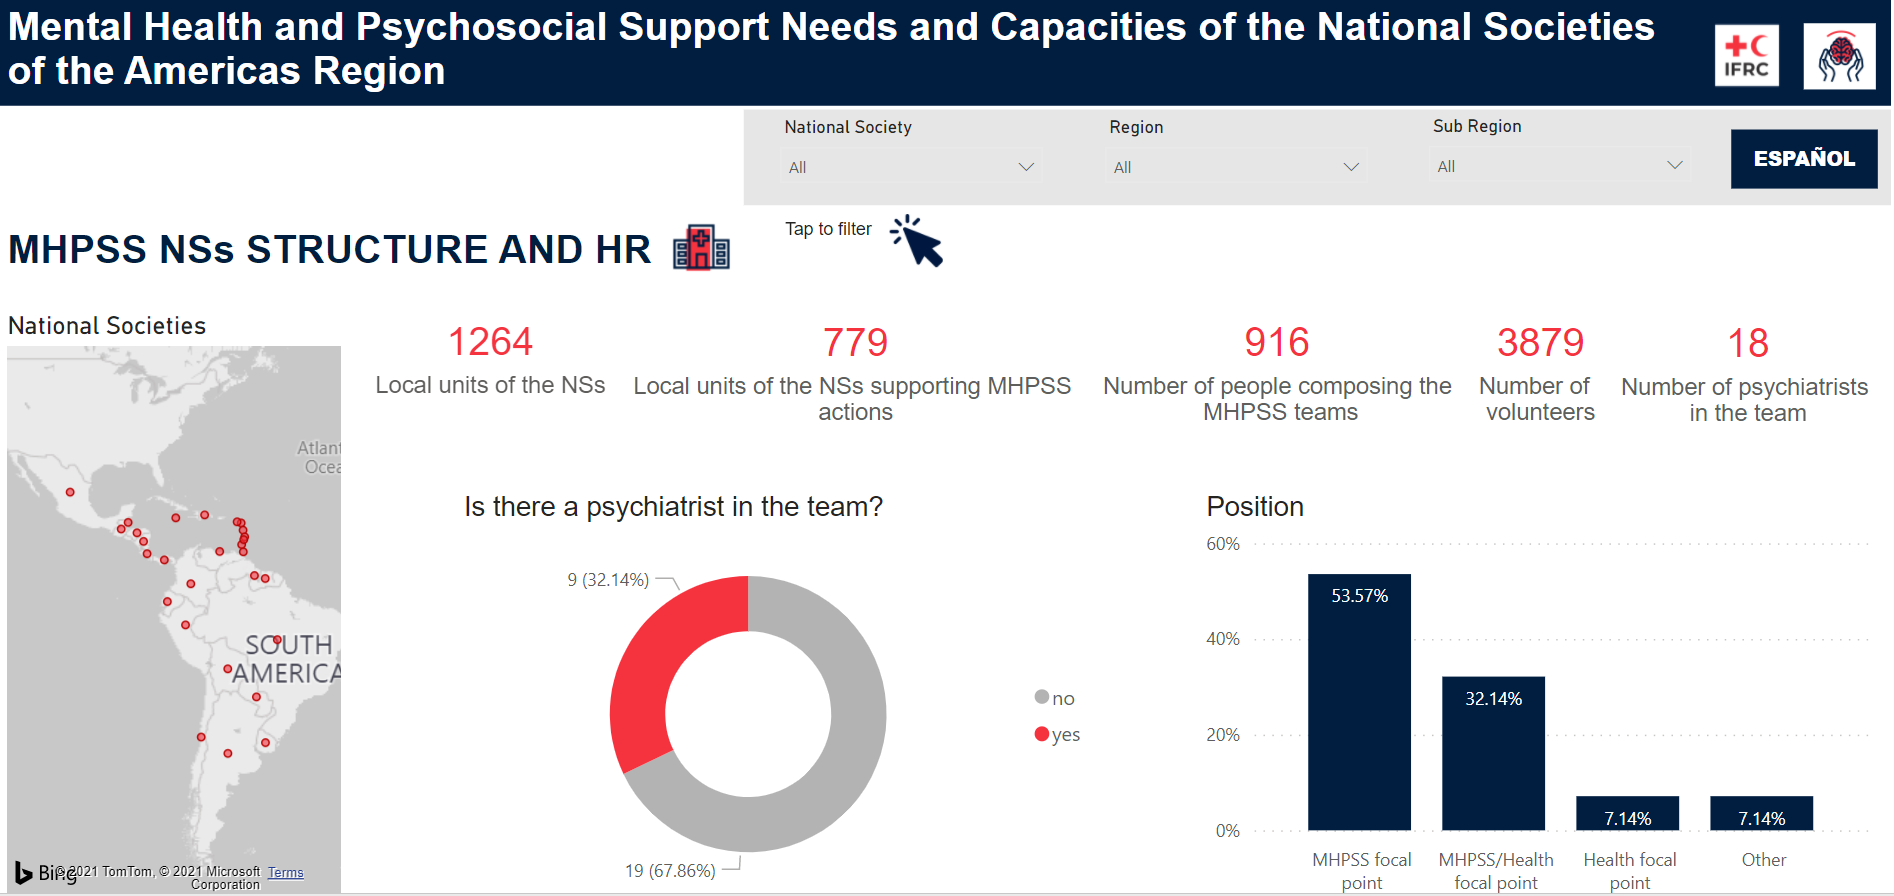 Mental Health and Psychosocial Support Needs and Capacities of the National Societies
of the Americas Region
IFRC
National Society
All
Region
All
Sub Region
All
ESPAÑOL
Tap to filter
MHPSS NSs STRUCTURE AND HR
National Societies
1264
Local units of the NSs
779
Local units of the NSs supporting MHPSS
actions
916
Number of people composing the
MHPSS teams
3879
Number of
volunteers
18
Number of psychiatrists
in the team
Atlant
Ocea
SOUTH
AMERICA
Bing
© 2021 TomTom, © 2021 Microsoft
Corporation
Terms
Is there a psychiatrist in the team?
9 (32.14%)
19 (67.86%)
no
yes
Position
60%
40%
20%
0%
53.57%
32.14%
7.14%
7.14%
MHPSS focal
point
MHPSS/Health
focal point
Health focal
point
Other